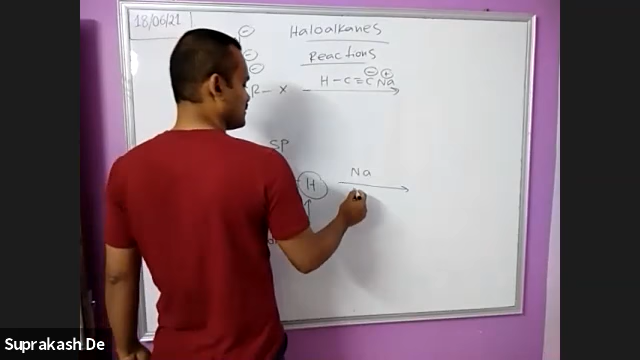 18/06/21
Haloalkanes
Reactions
R – X H – C ≡ C⊖ Na⊕
SP
H Na
Suprakash De